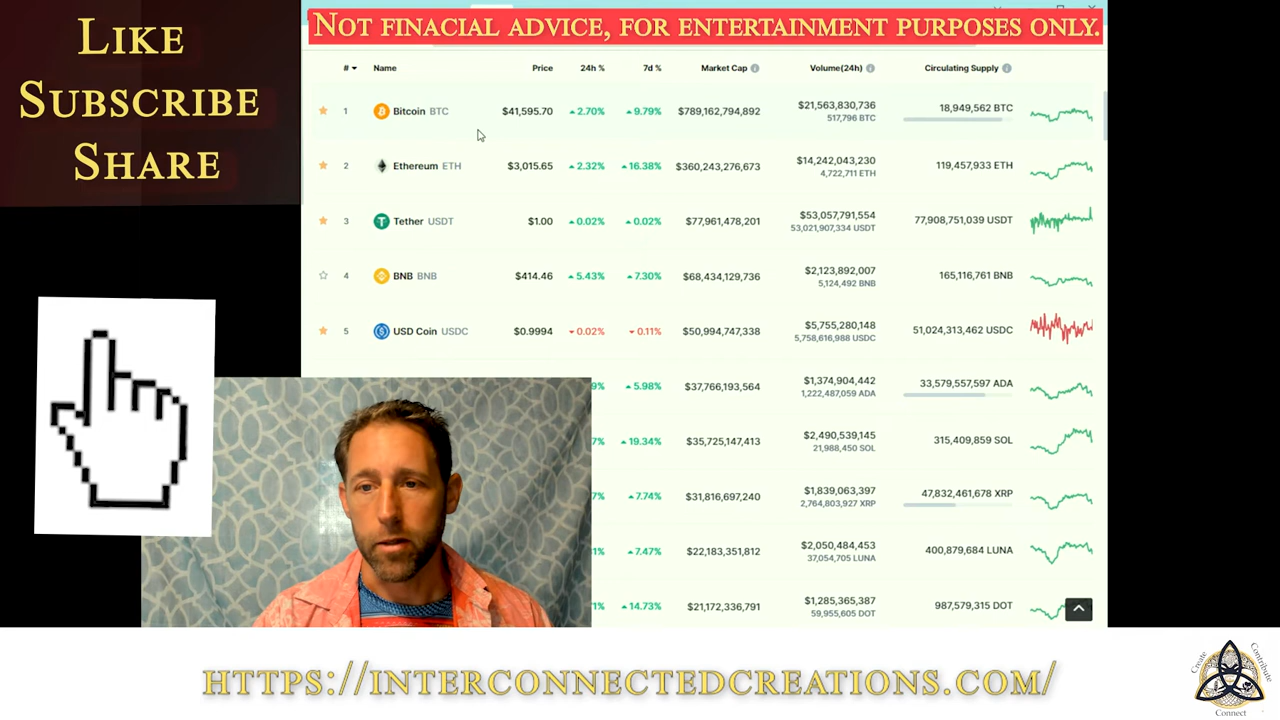 Like
Subscribe
Share
Not finacial advice, for entertainment purposes only.
# Name Price 24h % 7d % Market Cap Volume(24h) Circulating Supply
1 Bitcoin BTC $41,595.70 2.70% 9.79% $789,162,794,892 $21,563,830,736 18,949,562 BTC
517,796 BTC
2 Ethereum ETH $3,015.65 2.32% 16.38% $360,243,276,673 $14,242,043,230 119,457,933 ETH
4,722,711 ETH
3 Tether USDT $1.00 0.02% 0.02% $77,961,478,201 $53,057,791,554 77,908,751,039 USDT
53,021,907,334 USDT
4 BNB BNB $414.46 5.43% 7.30% $68,434,129,736 $2,123,892,007 165,116,761 BNB
5,124,492 BNB
5 USD Coin USDC $0.9994 0.02% 0.11% $50,994,747,338 $5,755,280,148 51,024,313,462 USDC
5,758,616,988 USDC
9% 5.98% $37,766,193,564 $1,374,904,442 33,579,557,597 ADA
1,222,487,059 ADA
7% 19.34% $35,725,147,413 $2,490,539,145 315,409,859 SOL
21,988,450 SOL
7% 7.74% $31,816,697,240 $1,839,063,397 47,832,461,678 XRP
2,764,803,927 XRP
1% 7.47% $22,183,351,812 $2,050,484,453 400,879,684 LUNA
37,054,705 LUNA
1% 14.73% $21,172,336,791 $1,285,365,387 987,579,315 DOT
59,955,605 DOT
https://interconnectedcreations.com/
Create
Contribute
Connect